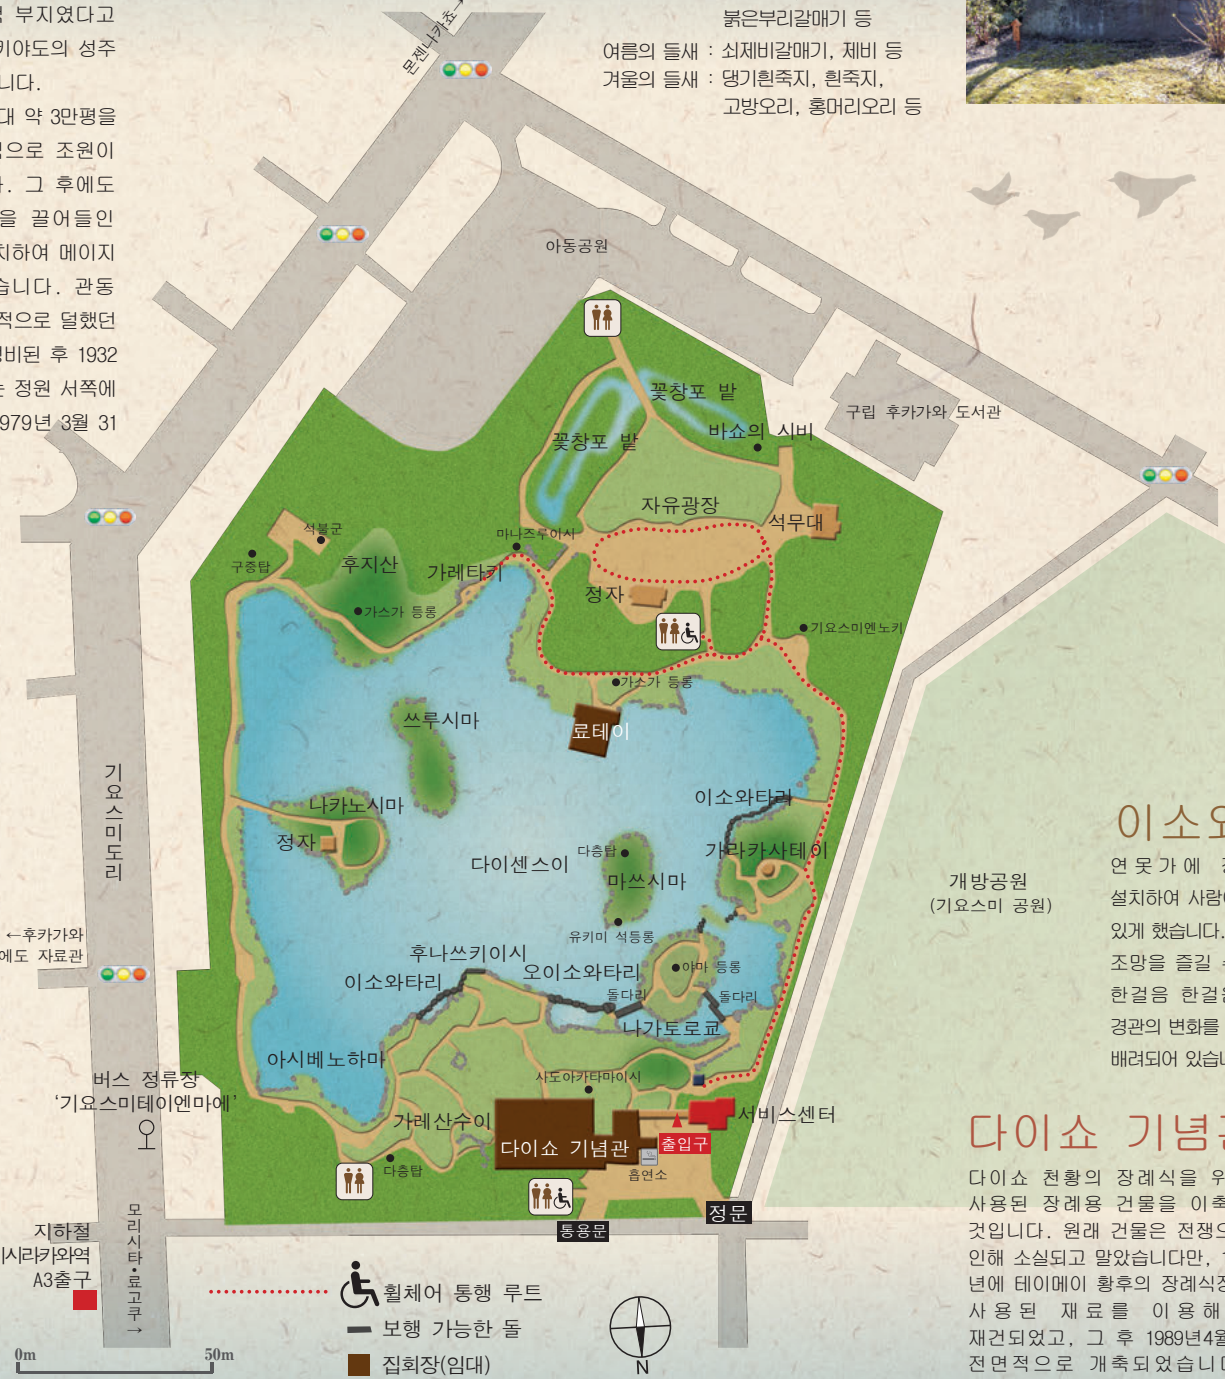 부지였다고
키야도의 성주
니다.
대 약 3만평을
으로 조원이
. 그 후에도
을 끌어들인
치하여 메이지
습니다. 관동
적으로 덜했던
정비된 후 1932
는 정원 서쪽에
979년 3월 31
붉은부리갈매기 등
여름의 들새 : 쇠제비갈매기, 제비 등
겨울의 들새 : 댕기흰죽지, 흰죽지,
고방오리, 홍머리오리 등
몬젠나카쵸→
아동공원
꽃창포 밭
구립 후카가와 도서관
바쇼의 시비
꽃창포 밭
자유광장
석무대
마나즈루이시
석불군
구중탑
후지산
가레타키
정자
가스가 등롱
기요스미엔노키
가스가 등롱
쓰루시마
료테이
기요스미도리
나카노시마
이소와타리
정자
다이센스이
다층탑
가라카사테이
마쓰시마
개방공원
(기요스미 공원)
유키미 석등롱
←후카가와
에도 자료관
후나쓰키이시
이소와타리
오이소와타리
야마 등롱
돌다리
돌다리
나가토로쿄
아시베노하마
버스 정류장
'기요스미테이엔마에'
사도아카타마이시
가레산수이
서비스센터
다이쇼 기념관
출입구
다층탑
흡연소
정문
통용문
지하철
시라카와역
A3출구
모리시타•료고쿠→
휠체어 통행 루트
보행 가능한 돌
집회장(임대)
N
0m 50m
이소오
연못가에
설치하여 사람
있게 했습니다.
조망을 즐길
한걸음 한걸음
경관의 변화를
배려되어 있습니
다이쇼 기념관
다이쇼 천황의 장례식을 위
사용된 장례용 건물을 이축
것입니다. 원래 건물은 전쟁으
인해 소실되고 말았습니다만,
년에 테이메이 황후의 장례식장
사용된 재료를 이용해
재건되었고, 그 후 1989년4월
전면적으로 개축되었습니다